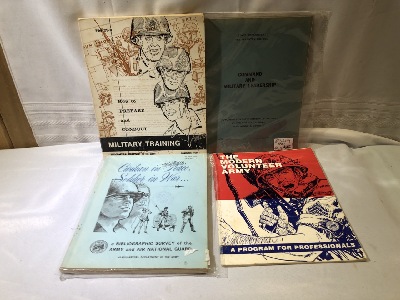 How to
PREPARE
and
CONDUCT
MILITARY TRAINING
COMMAND
AND
MILITARY LEADERSHIP
Civilian in Peace,
Soldier in War...
a BIBLIOGRAPHIC SURVEY of the
ARMY and AIR NATIONAL GUARD
THE
MODERN
VOLUNTEER
ARMY
A PROGRAM FOR PROFESSIONALS